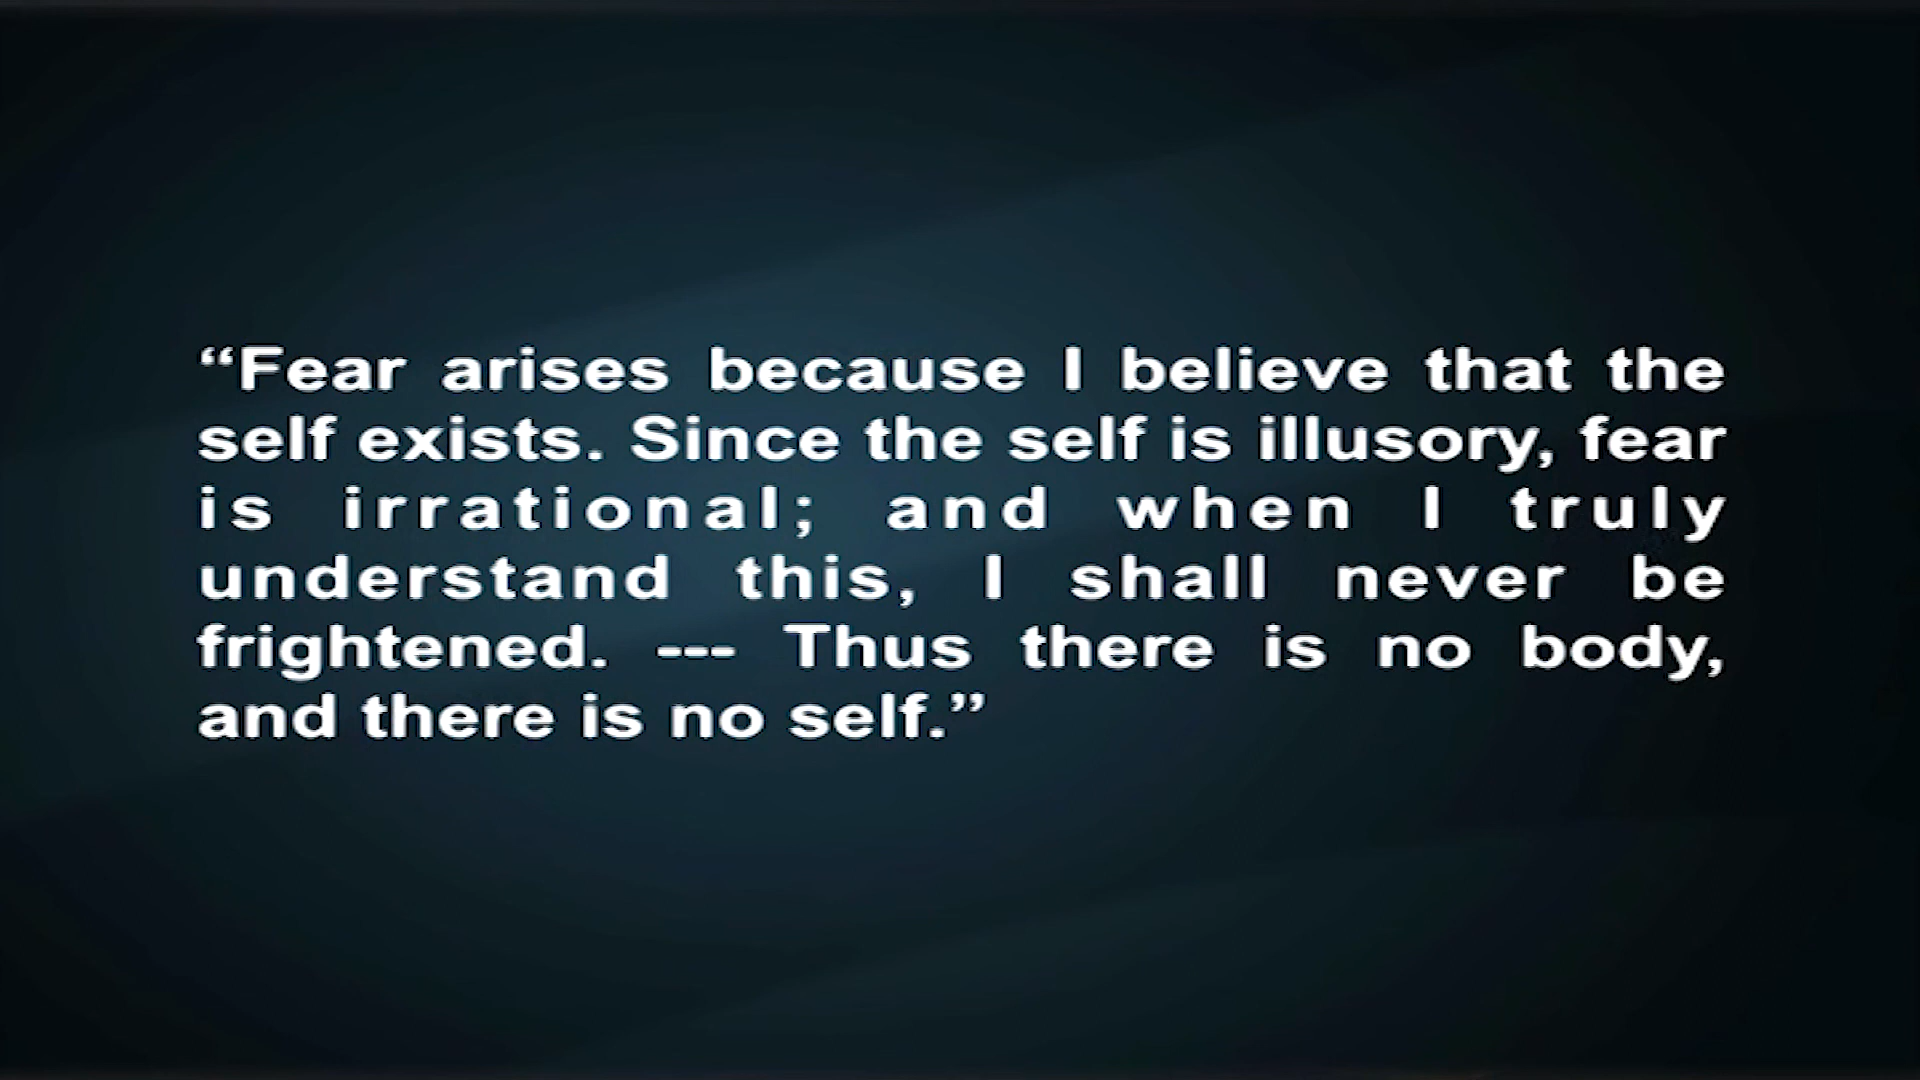 “Fear arises because I believe that the
self exists. Since the self is illusory, fear
is irrational; and when I truly
understand this, I shall never be
frightened. --- Thus there is no body,
and there is no self.”